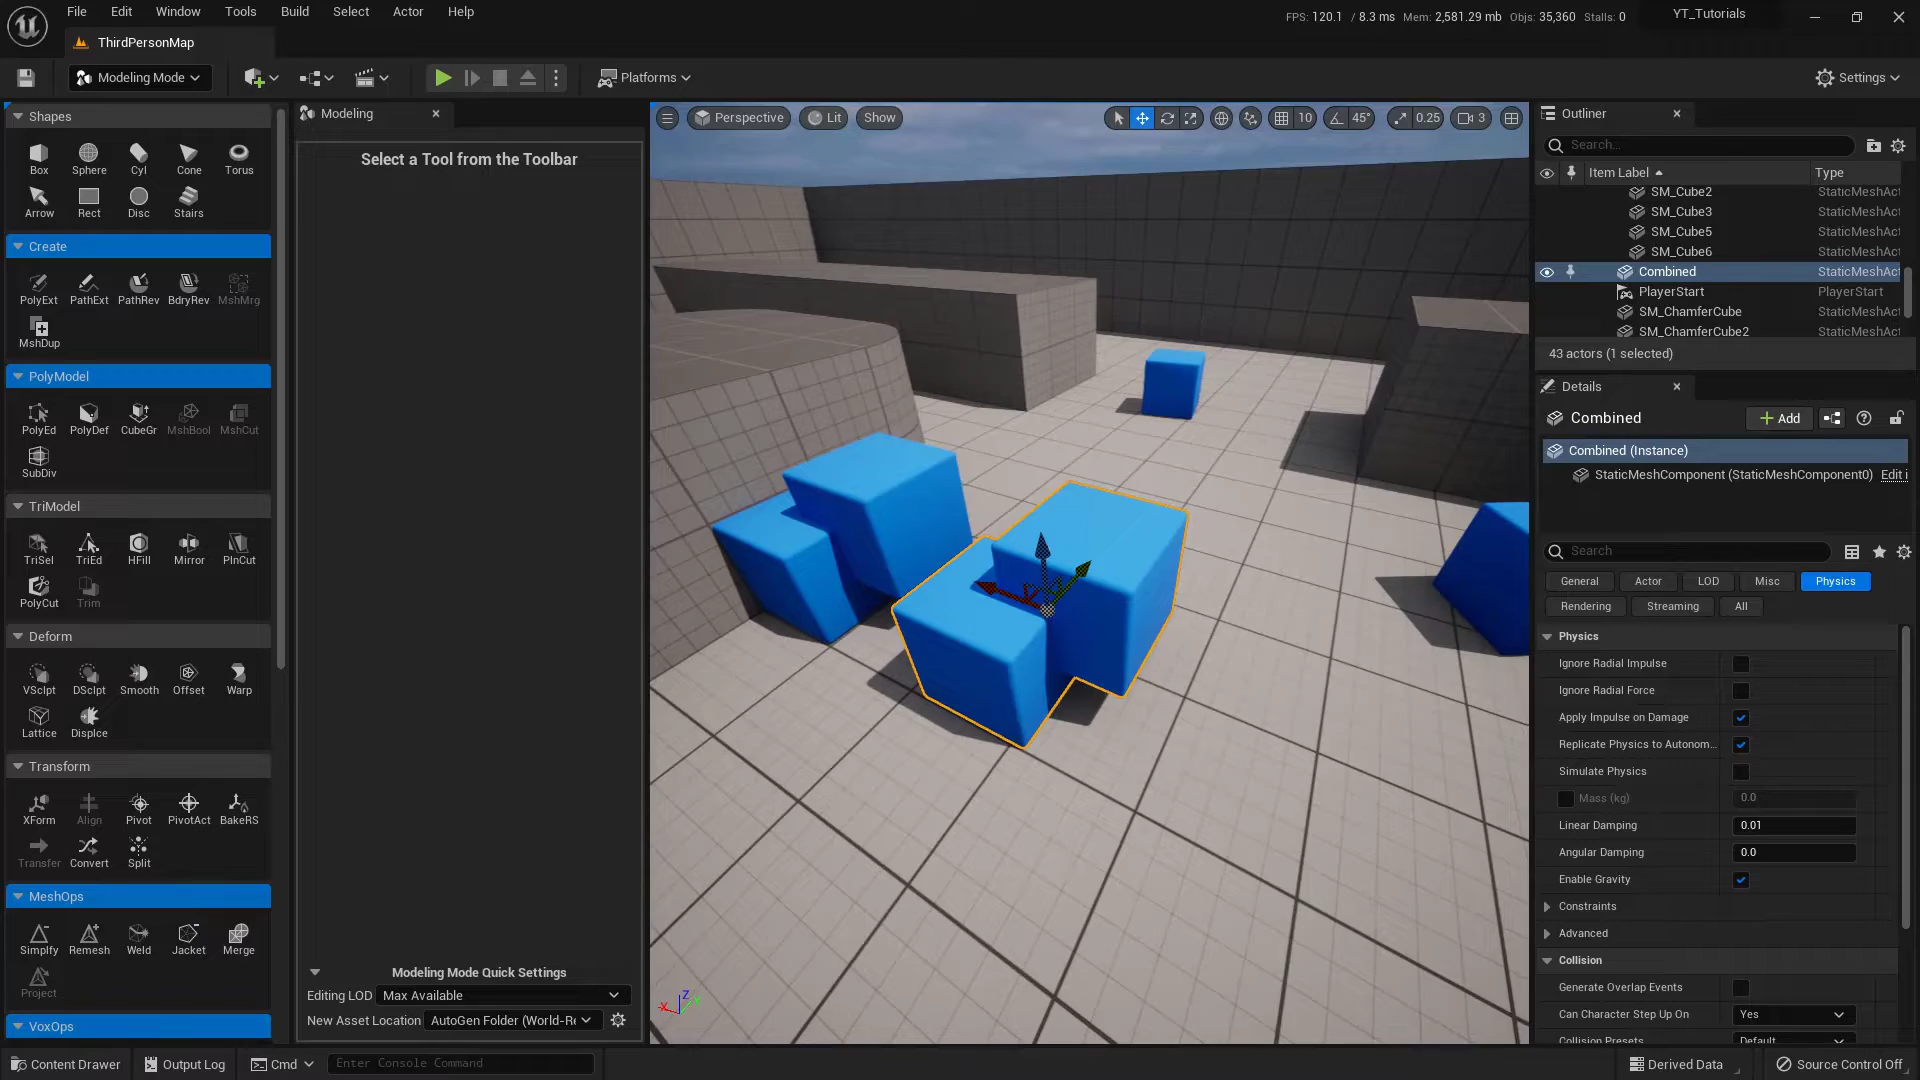 File Edit Window Tools Build Select Actor Help
FPS: 120.1 / 8.3 ms Mem: 2,581.29 mb Objs: 35,360 Stalls: 0
YT_Tutorials
ThirdPersonMap
Modeling Mode
Platforms
Settings
Shapes
Box Sphere Cyl Cone Torus
Arrow Rect Disc Stairs
Create
PolyExt PathExt PathRev BdryRev MshMrg
MshDup
PolyModel
PolyEd PolyDef CubeGr MshBool MshCut
SubDiv
TriModel
TriSel TriEd HFill Mirror PlnCut
PolyCut Trim
Deform
VSclpt DSclpt Smooth Offset Warp
Lattice Displce
Transform
XForm Align Pivot PivotAct BakeRS
Transfer Convert Split
MeshOps
Simplfy Remesh Weld Jacket Merge
Project
VoxOps
Modeling
Select a Tool from the Toolbar
Modeling Mode Quick Settings
Editing LOD Max Available
New Asset Location AutoGen Folder (World-Re
Perspective Lit Show
10 45° 0.25 3
X Z Y
Outliner
Search...
Item Label Type
SM_Cube2 StaticMeshAct
SM_Cube3 StaticMeshAct
SM_Cube5 StaticMeshAct
SM_Cube6 StaticMeshAct
Combined StaticMeshAct
PlayerStart PlayerStart
SM_ChamferCube StaticMeshAct
SM_ChamferCube2 StaticMeshAct
43 actors (1 selected)
Details
Combined
Add
Combined (Instance)
StaticMeshComponent (StaticMeshComponent0) Edit i
Search
General Actor LOD Misc Physics
Rendering Streaming All
Physics
Ignore Radial Impulse
Ignore Radial Force
Apply Impulse on Damage
Replicate Physics to Autonom...
Simulate Physics
Mass (kg) 0.0
Linear Damping 0.01
Angular Damping 0.0
Enable Gravity
Constraints
Advanced
Collision
Generate Overlap Events
Can Character Step Up On Yes
Collision Presets Default
Content Drawer Output Log Cmd Enter Console Command
Derived Data Source Control Off